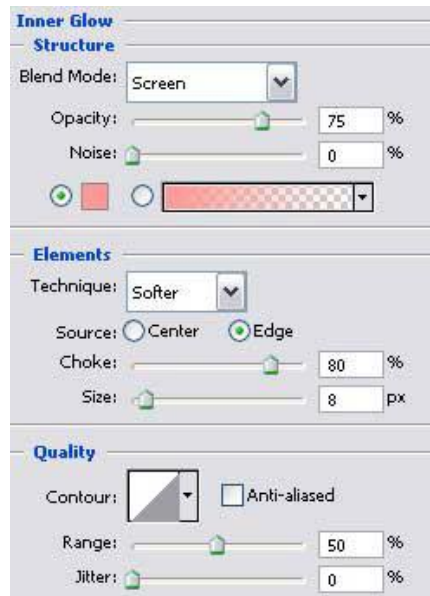 Inner Glow
Structure
Blend Mode: Screen
Opacity: 75 %
Noise: 0 %
Elements
Technique: Softer
Source: Center Edge
Choke: 80 %
Size: 8 px
Quality
Contour: Anti-aliased
Range: 50 %
Jitter: 0 %